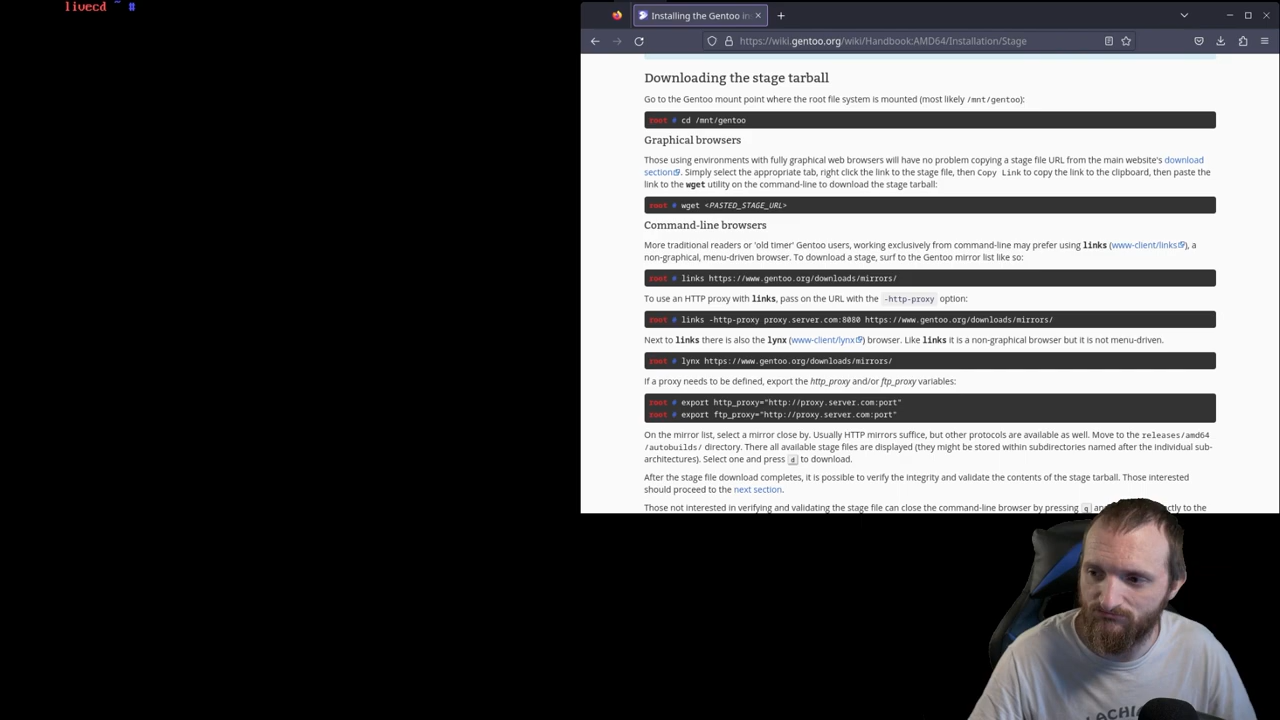 livecd ~ #
Installing the Gentoo in
https://wiki.gentoo.org/wiki/Handbook:AMD64/Installation/Stage
Downloading the stage tarball
Go to the Gentoo mount point where the root file system is mounted (most likely /mnt/gentoo):
root # cd /mnt/gentoo
Graphical browsers
Those using environments with fully graphical web browsers will have no problem copying a stage file URL from the main website's download
section. Simply select the appropriate tab, right click the link to the stage file, then Copy Link to copy the link to the clipboard, then paste the
link to the wget utility on the command-line to download the stage tarball:
root # wget <PASTED_STAGE_URL>
Command-line browsers
More traditional readers or 'old timer' Gentoo users, working exclusively from command-line may prefer using links (www-client/links), a
non-graphical, menu-driven browser. To download a stage, surf to the Gentoo mirror list like so:
root # links https://www.gentoo.org/downloads/mirrors/
To use an HTTP proxy with links, pass on the URL with the -http-proxy option:
root # links -http-proxy proxy.server.com:8080 https://www.gentoo.org/downloads/mirrors/
Next to links there is also the lynx (www-client/lynx) browser. Like links it is a non-graphical browser but it is not menu-driven.
root # lynx https://www.gentoo.org/downloads/mirrors/
If a proxy needs to be defined, export the http_proxy and/or ftp_proxy variables:
root # export http_proxy="http://proxy.server.com:port"
root # export ftp_proxy="http://proxy.server.com:port"
On the mirror list, select a mirror close by. Usually HTTP mirrors suffice, but other protocols are available as well. Move to the releases/amd64
/autobuilds/ directory. There all available stage files are displayed (they might be stored within subdirectories named after the individual sub-
architectures). Select one and press d to download.
After the stage file download completes, it is possible to verify the integrity and validate the contents of the stage tarball. Those interested
should proceed to the next section.
Those not interested in verifying and validating the stage file can close the command-line browser by pressing q an ctly to the